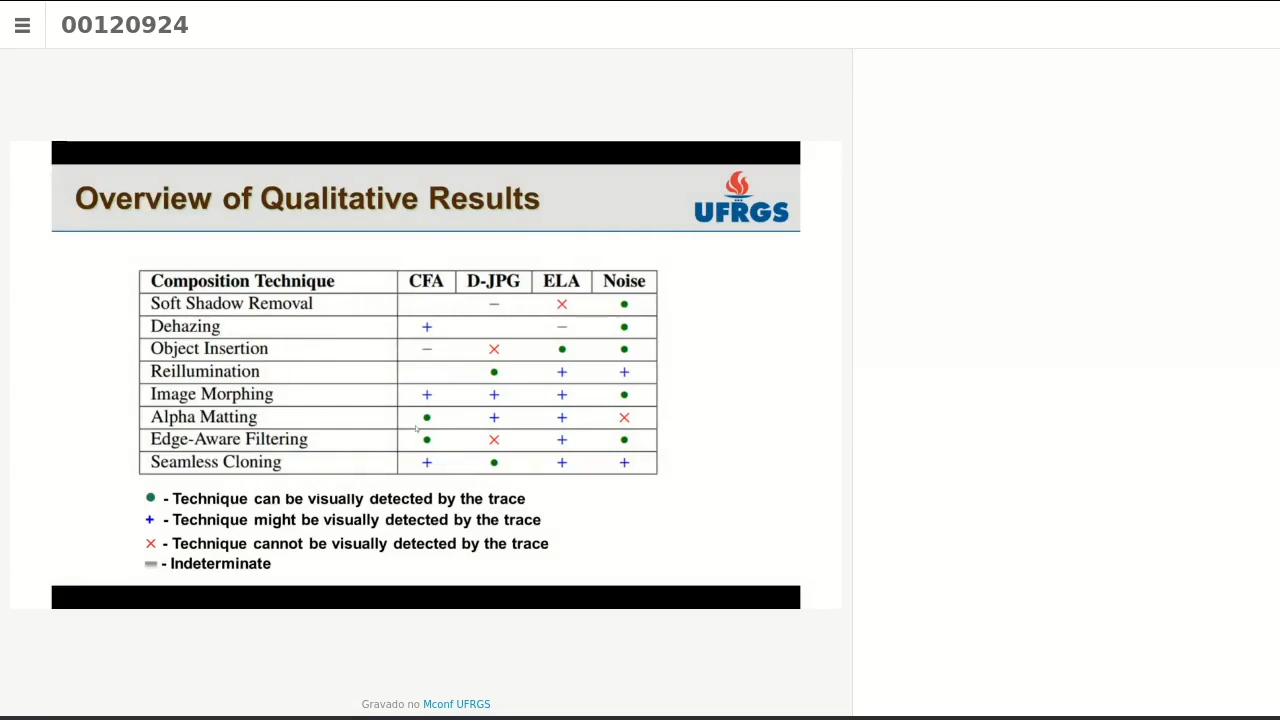 00120924
Overview of Qualitative Results
UFRGS
Composition Technique CFA D-JPG ELA Noise
Soft Shadow Removal − × ●
Dehazing + − ●
Object Insertion − × ● ●
Reillumination ● + +
Image Morphing + + + ●
Alpha Matting ● + + ×
Edge-Aware Filtering ● × + ●
Seamless Cloning + ● + +
● - Technique can be visually detected by the trace
+ - Technique might be visually detected by the trace
× - Technique cannot be visually detected by the trace
− - Indeterminate
Gravado no Mconf UFRGS